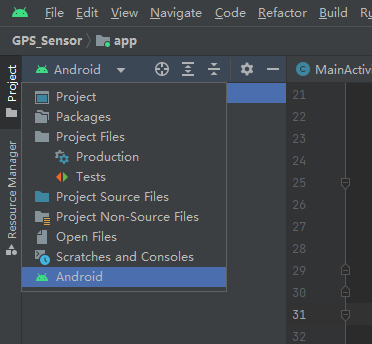 File Edit View Navigate Code Refactor
GPS_Sensor app
Project
Resource Manager
Android
MainActiv
Project
Packages
Project Files
Production
Tests
Project Source Files
Project Non-Source Files
Open Files
Scratches and Consoles
Android
21
22
23
24
25
26
27
28
29
30
31
32